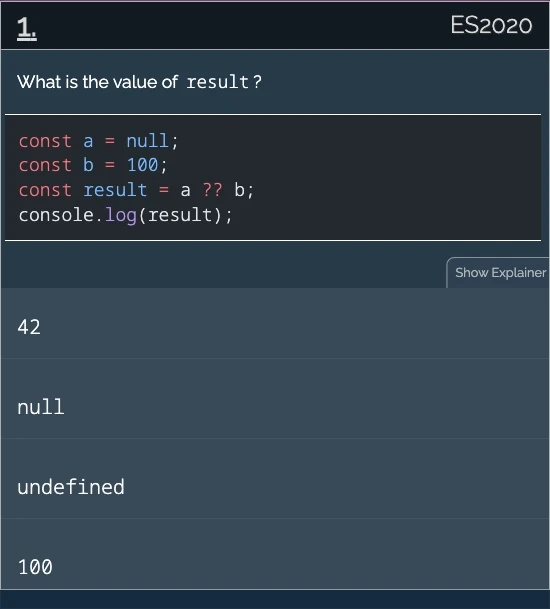 1.
ES2020
What is the value of result?
const a = null;
const b = 100;
const result = a ?? b;
console.log(result);
Show Explainer
42
null
undefined
100